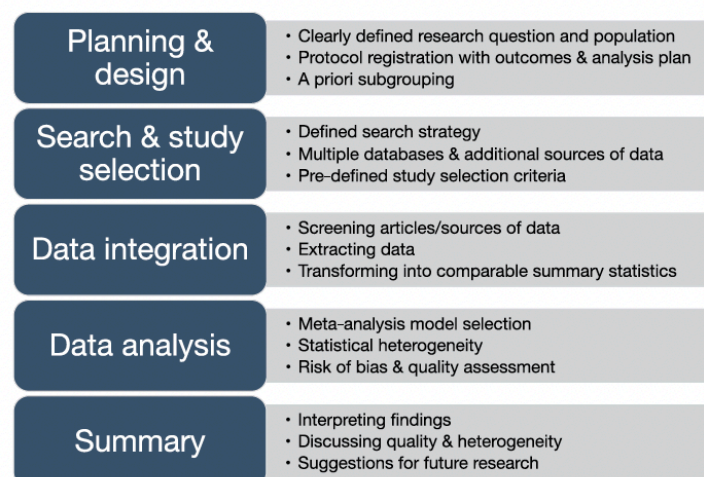 Planning &
design
• Clearly defined research question and population
• Protocol registration with outcomes & analysis plan
• A priori subgrouping
Search & study
selection
• Defined search strategy
• Multiple databases & additional sources of data
• Pre-defined study selection criteria
Data integration
• Screening articles/sources of data
• Extracting data
• Transforming into comparable summary statistics
Data analysis
• Meta-analysis model selection
• Statistical heterogeneity
• Risk of bias & quality assessment
Summary
• Interpreting findings
• Discussing quality & heterogeneity
• Suggestions for future research